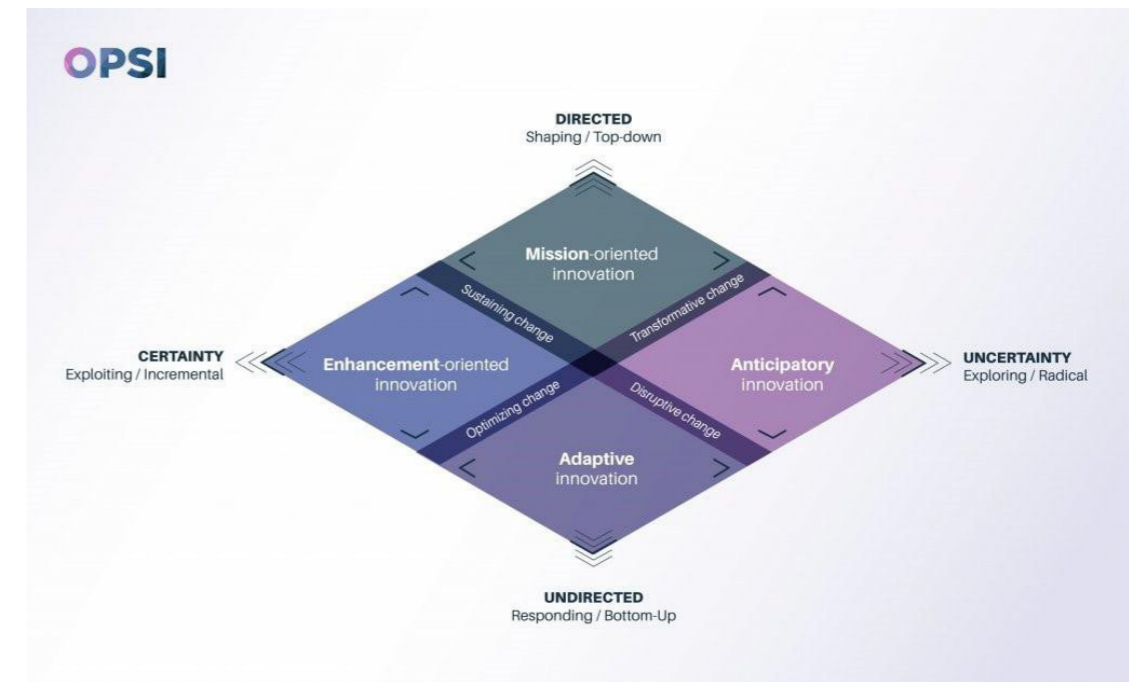 OPSI
DIRECTED
Shaping / Top-down
Mission-oriented
innovation
Sustaining change
Transformative change
CERTAINTY
Exploiting / Incremental
Enhancement-oriented
innovation
Anticipatory
innovation
UNCERTAINTY
Exploring / Radical
Optimizing change
Disruptive change
Adaptive
innovation
UNDIRECTED
Responding / Bottom-Up